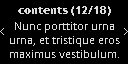 contents (12/18)
< Nunc porttitor urna >
urna, et tristique eros
maximus vestibulum.